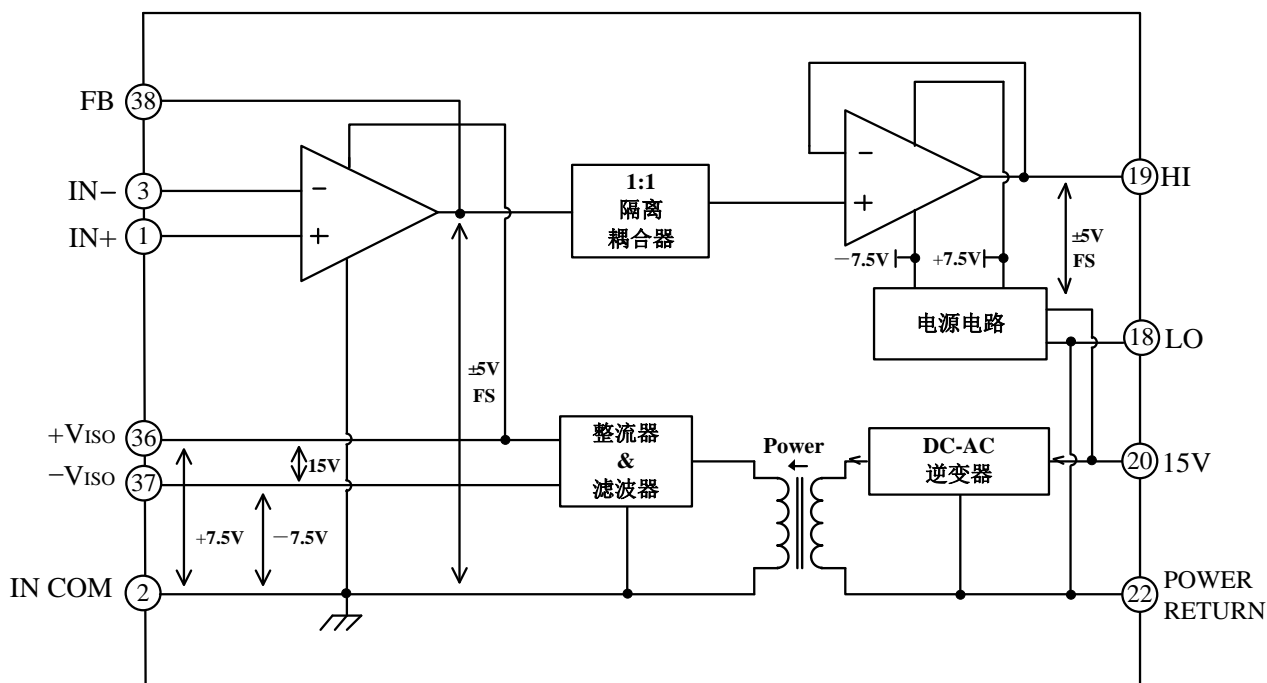 FB 38
IN− 3
IN+ 1
−
+
1:1
隔离
耦合器
−
+
19 HI
−7.5V
+7.5V
±5V
FS
电源电路
18 LO
±5V
FS
+VISO 36
−VISO 37
15V
+7.5V
−7.5V
整流器
&
滤波器
Power
DC-AC
逆变器
20 15V
IN COM 2
22 POWER
RETURN